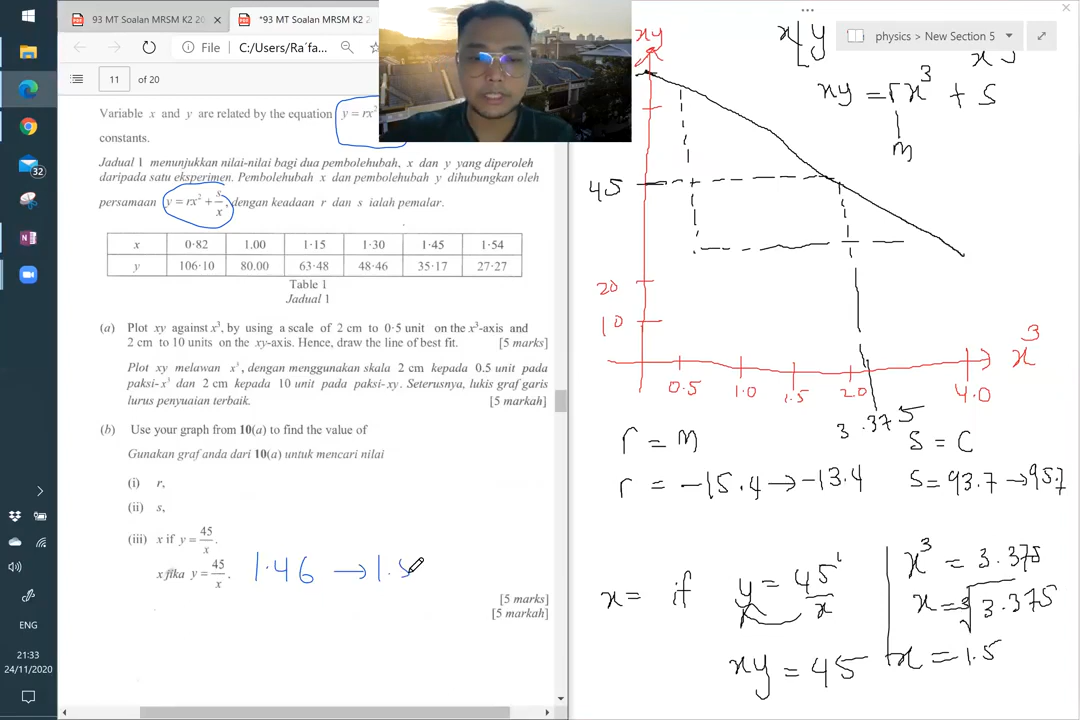 93 MT Soalan MRSM K2 20
*93 MT Soalan MRSM K2 20
File
C:/Users/Ra'fa...
11 of 20
physics > New Section 5
Variable x and y are related by the equation y = rx²
constants.
Jadual 1 menunjukkan nilai-nilai bagi dua pembolehubah, x dan y yang diperoleh
daripada satu eksperimen. Pembolehubah x dan pembolehubah y dihubungkan oleh
persamaan y = rx² + s/x, dengan keadaan r dan s ialah pemalar.
x 0·82 1.00 1·15 1·30 1·45 1·54
y 106·10 80.00 63·48 48·46 35·17 27·27
Table 1
Jadual 1
(a) Plot xy against x³, by using a scale of 2 cm to 0·5 unit on the x³-axis and
2 cm to 10 units on the xy-axis. Hence, draw the line of best fit. [5 marks]
Plot xy melawan x³, dengan menggunakan skala 2 cm kepada 0.5 unit pada
paksi-x³ dan 2 cm kepada 10 unit pada paksi-xy. Seterusnya, lukis graf garis
lurus penyuaian terbaik. [5 markah]
(b) Use your graph from 10(a) to find the value of
Gunakan graf anda dari 10(a) untuk mencari nilai
(i) r,
(ii) s,
(iii) x if y = 45/x.
x jika y = 45/x. 1.46 → 1.5
[5 marks]
[5 markah]
xy
x[y
xy = rx³ + s
m
45
20
10
x³
0.5 1.0 1.5 2.0 4.0
3.375
r = m
s = c
r = -15.4 → -13.4
s = 93.7 → 95.7
x = if y = 45/x
xy = 45
x³ = 3.375
x = ³√3.375
x = 1.5
32
ENG
21:33
24/11/2020